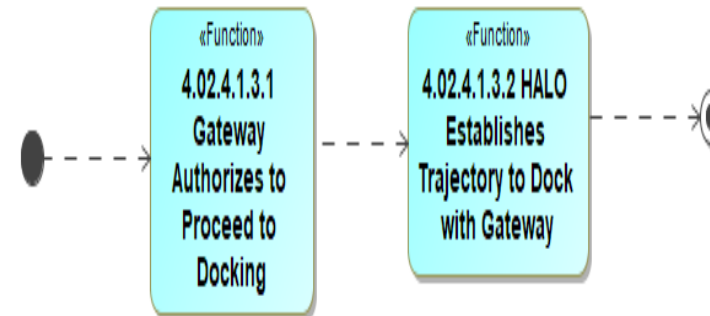 «Function»
4.02.4.1.3.1
Gateway
Authorizes to
Proceed to
Docking
«Function»
4.02.4.1.3.2 HALO
Establishes
Trajectory to Dock
with Gateway